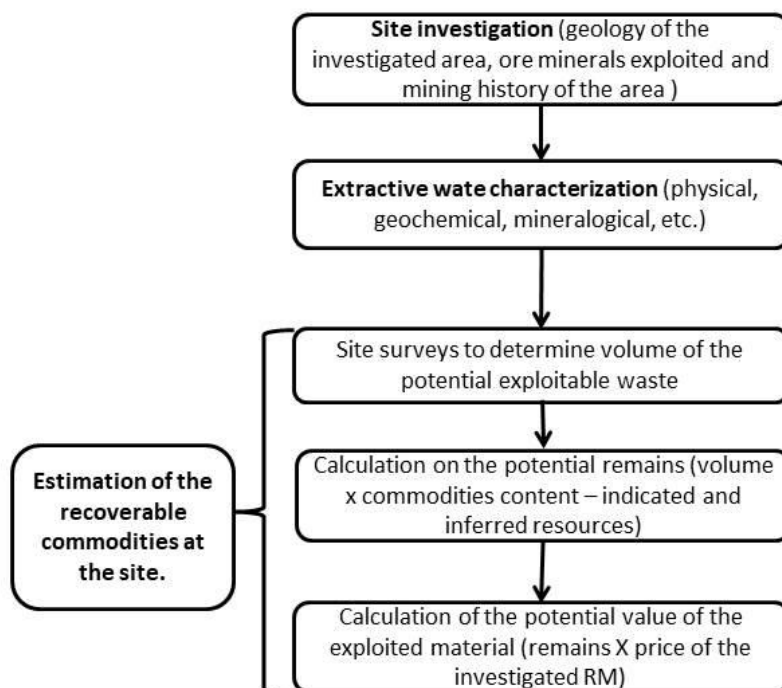 Site investigation (geology of the
investigated area, ore minerals exploited and
mining history of the area )
Extractive wate characterization (physical,
geochemical, mineralogical, etc.)
Site surveys to determine volume of the
potential exploitable waste
Estimation of the
recoverable
commodities at
the site.
Calculation on the potential remains (volume
x commodities content – indicated and
inferred resources)
Calculation of the potential value of the
exploited material (remains X price of the
investigated RM)